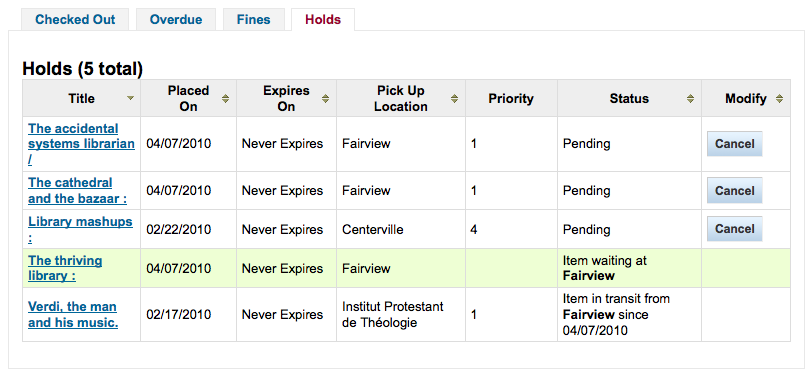 Checked Out Overdue Fines Holds
Holds (5 total)
Title Placed On Expires On Pick Up Location Priority Status Modify
The accidental systems librarian / 04/07/2010 Never Expires Fairview 1 Pending Cancel
The cathedral and the bazaar : 04/07/2010 Never Expires Fairview 1 Pending Cancel
Library mashups : 02/22/2010 Never Expires Centerville 4 Pending Cancel
The thriving library : 04/07/2010 Never Expires Fairview Item waiting at Fairview
Verdi, the man and his music. 02/17/2010 Never Expires Institut Protestant de Théologie 1 Item in transit from Fairview since 04/07/2010